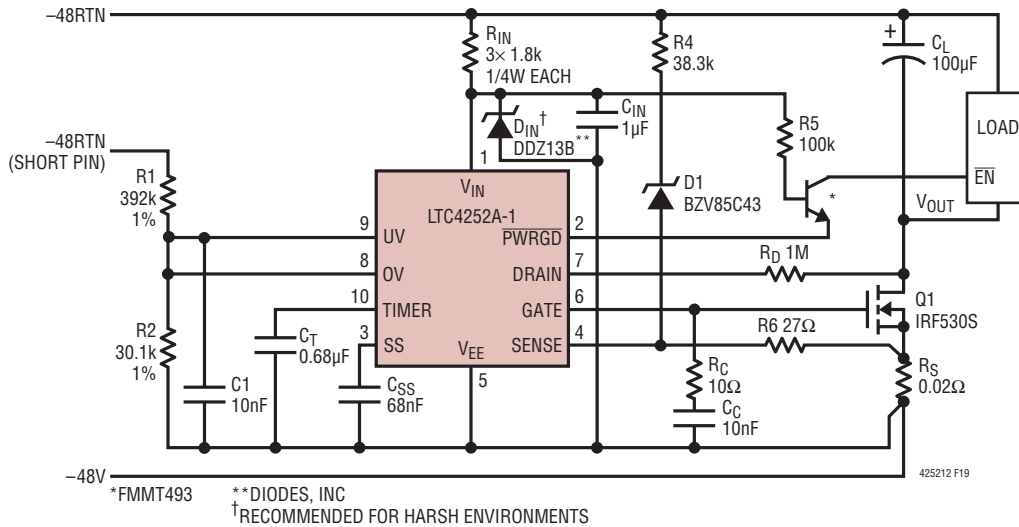 –48RTN
RIN
3× 1.8k
1/4W EACH
R4
38.3k
+
CL
100µF
CIN
1µF
DIN†
**
DDZ13B
R5
100k
LOAD
EN
–48RTN
(SHORT PIN)
R1
392k
1%
1
VIN
LTC4252A-1
D1
BZV85C43
*
VOUT
9
UV
PWRGD
2
8
OV
DRAIN
7
RD 1M
10
TIMER
GATE
6
Q1
IRF530S
3
SS
VEE
SENSE
4
R6 27Ω
5
R2
30.1k
1%
CT
0.68µF
C1
10nF
CSS
68nF
RC
10Ω
CC
10nF
RS
0.02Ω
–48V
425212 F19
*FMMT493
**DIODES, INC
†RECOMMENDED FOR HARSH ENVIRONMENTS